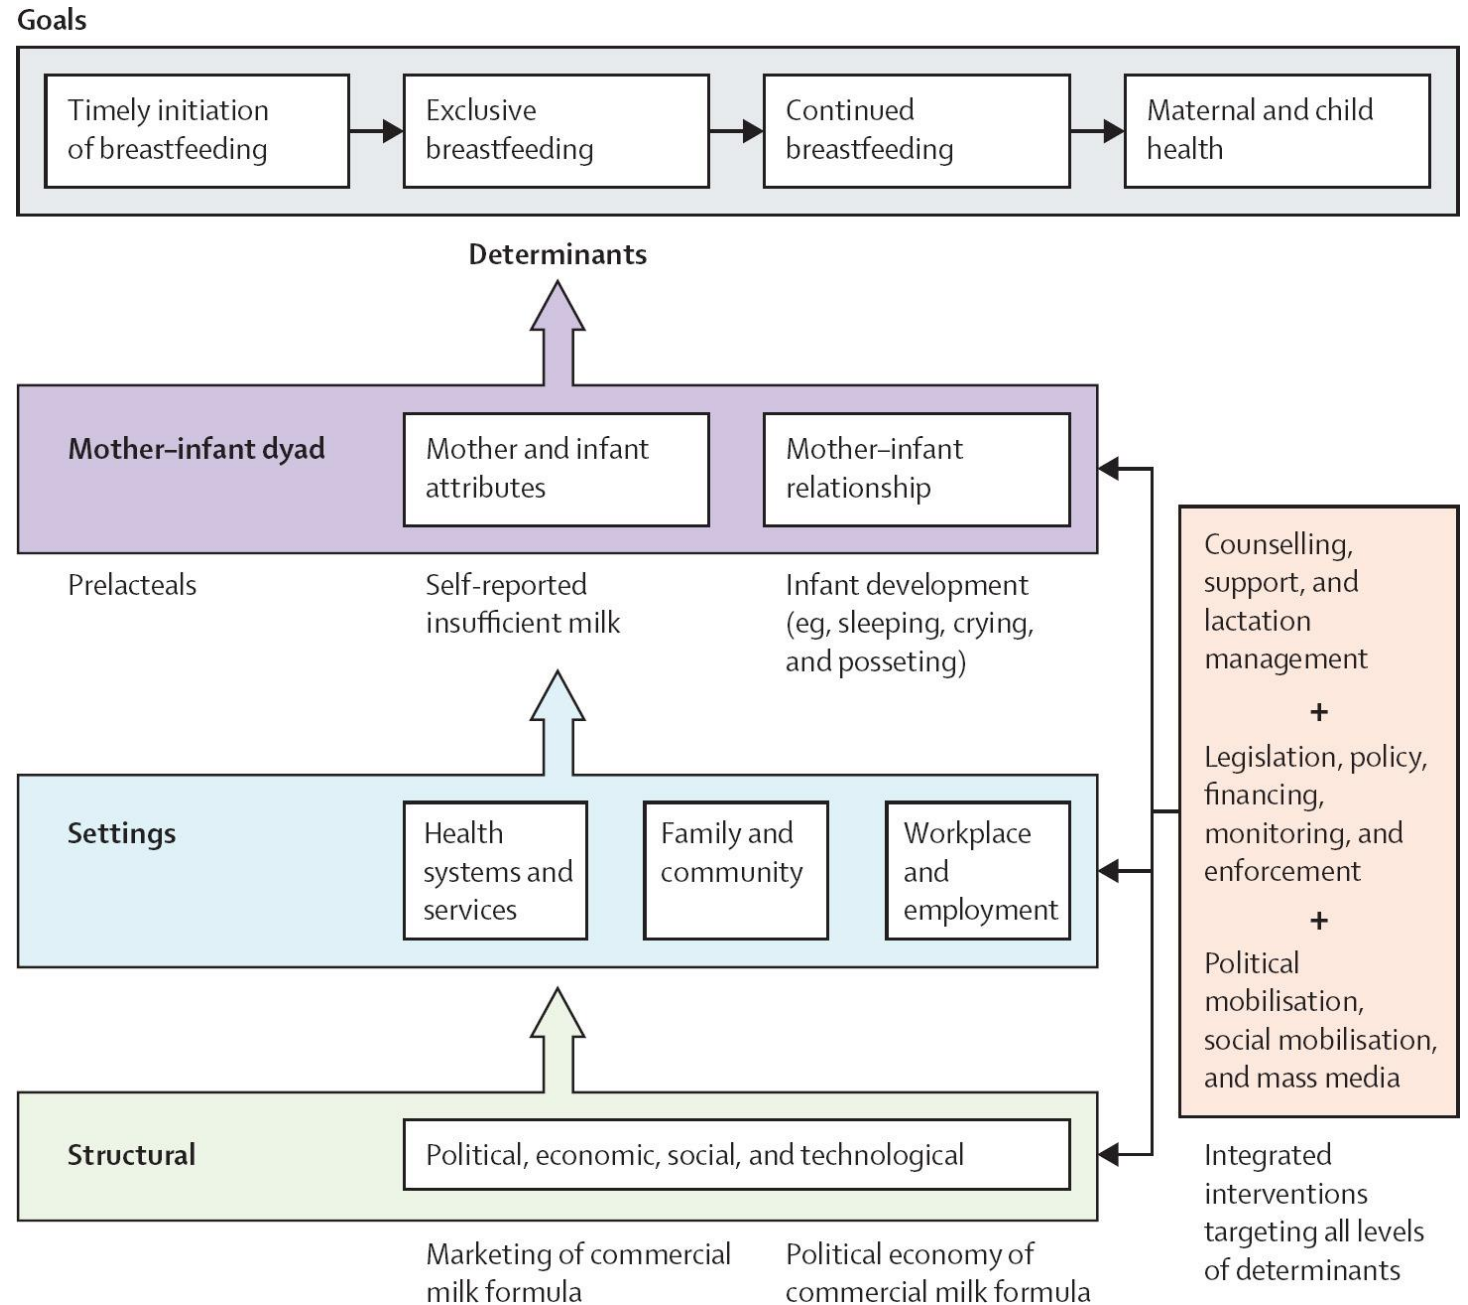 Goals
Timely initiation
of breastfeeding
Exclusive
breastfeeding
Continued
breastfeeding
Maternal and child
health
Determinants
Mother–infant dyad
Mother and infant
attributes
Mother–infant
relationship
Prelacteals
Self-reported
insufficient milk
Infant development
(eg, sleeping, crying,
and posseting)
Settings
Health
systems and
services
Family and
community
Workplace
and
employment
Structural
Political, economic, social, and technological
Marketing of commercial
milk formula
Political economy of
commercial milk formula
Counselling,
support, and
lactation
management
+
Legislation, policy,
financing,
monitoring, and
enforcement
+
Political
mobilisation,
social mobilisation,
and mass media
Integrated
interventions
targeting all levels
of determinants